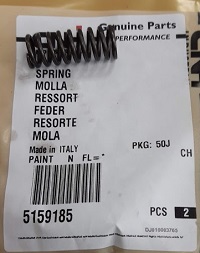 Genuine Parts
PERFORMANCE
SPRING
MOLLA
RESSORT
FEDER
RESORTE
MOLA
Made in ITALY
PKG: 50J
CH
PAINT N FL
5159185
PCS 2